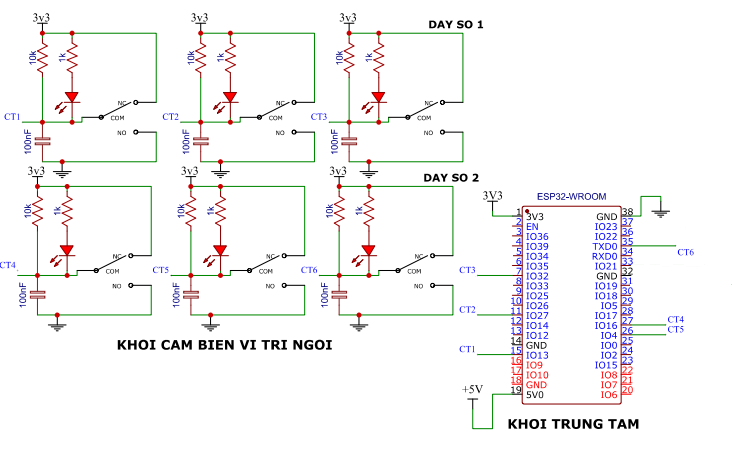 3v3 3v3 3v3 DAY SO 1
10k 1k 10k 1k 10k 1k
NC NC NC
CT1 COM CT2 COM CT3 COM
NO NO NO
100nF 100nF 100nF
3v3 3v3 3v3 DAY SO 2
10k 1k 10k 1k 10k 1k
NC NC NC
CT4 COM CT5 COM CT6 COM
NO NO NO
100nF 100nF 100nF
KHOI CAM BIEN VI TRI NGOI
ESP32-WROOM
3V3 1 3V3 GND 38
2 EN IO23 37
3 IO36 IO22 36
4 IO39 TXD0 35 CT6
5 IO34 RXD0 34
6 IO35 IO21 33
CT3 7 IO32 GND 32
8 IO33 IO19 31
9 IO25 IO18 30
10 IO26 IO5 29
CT2 11 IO27 IO17 28
12 IO14 IO16 27 CT4
13 IO12 IO4 26 CT5
14 GND IO0 25
CT1 15 IO13 IO2 24
16 IO9 IO15 23
17 IO10 IO8 22
18 GND IO7 21
+5V 19 5V0 IO6 20
KHOI TRUNG TAM